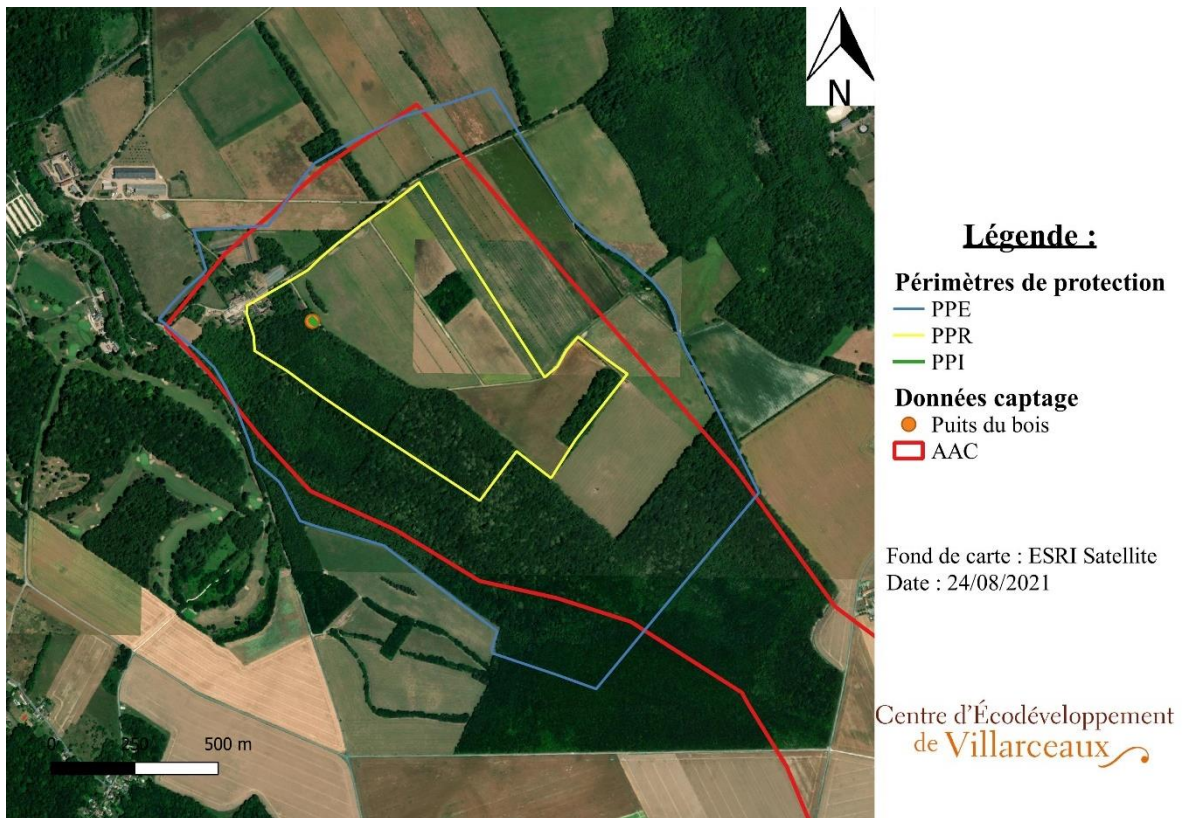 N
Légende :
Périmètres de protection
PPE
PPR
PPI
Données captage
Puits du bois
AAC
Fond de carte : ESRI Satellite
Date : 24/08/2021
0 250 500 m
Centre d'Écodéveloppement
de Villarceaux